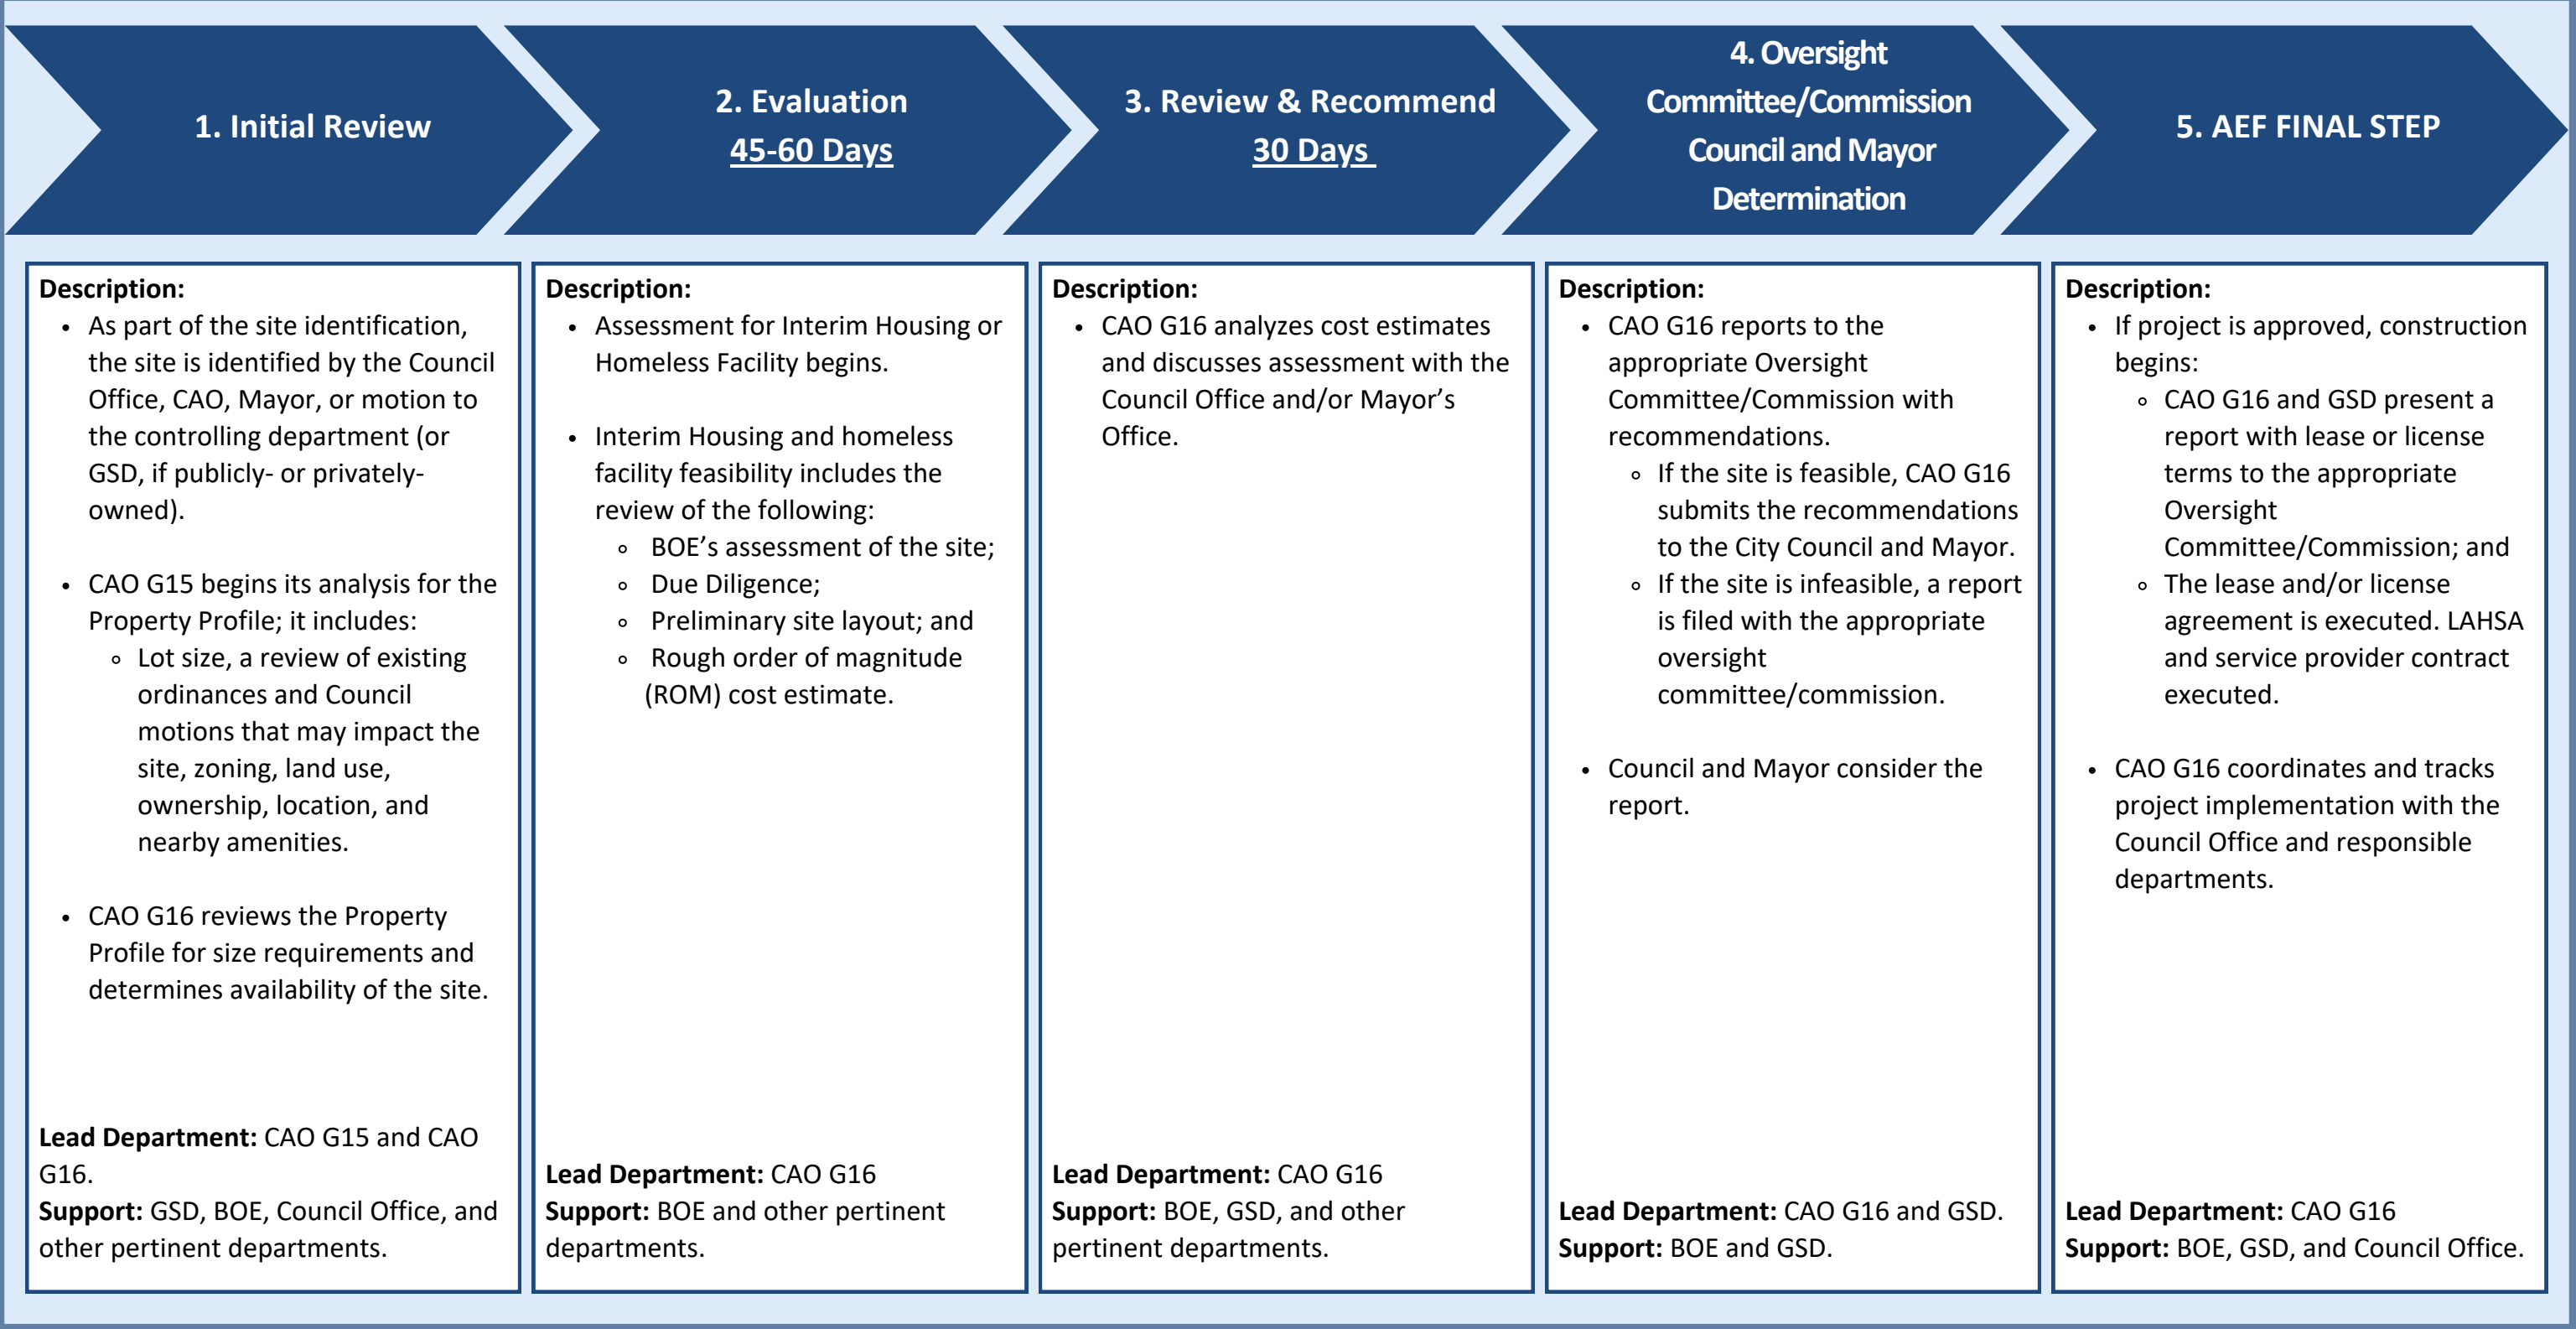 1. Initial Review
2. Evaluation
45-60 Days
3. Review & Recommend
30 Days
4. Oversight
Committee/Commission
Council and Mayor
Determination
5. AEF FINAL STEP
Description:
• As part of the site identification,
the site is identified by the Council
Office, CAO, Mayor, or motion to
the controlling department (or
GSD, if publicly- or privately-
owned).
• CAO G15 begins its analysis for the
Property Profile; it includes:
◦ Lot size, a review of existing
ordinances and Council
motions that may impact the
site, zoning, land use,
ownership, location, and
nearby amenities.
• CAO G16 reviews the Property
Profile for size requirements and
determines availability of the site.
Lead Department: CAO G15 and CAO
G16.
Support: GSD, BOE, Council Office, and
other pertinent departments.
Description:
• Assessment for Interim Housing or
Homeless Facility begins.
• Interim Housing and homeless
facility feasibility includes the
review of the following:
◦ BOE’s assessment of the site;
◦ Due Diligence;
◦ Preliminary site layout; and
◦ Rough order of magnitude
(ROM) cost estimate.
Lead Department: CAO G16
Support: BOE and other pertinent
departments.
Description:
• CAO G16 analyzes cost estimates
and discusses assessment with the
Council Office and/or Mayor’s
Office.
Lead Department: CAO G16
Support: BOE, GSD, and other
pertinent departments.
Description:
• CAO G16 reports to the
appropriate Oversight
Committee/Commission with
recommendations.
◦ If the site is feasible, CAO G16
submits the recommendations
to the City Council and Mayor.
◦ If the site is infeasible, a report
is filed with the appropriate
oversight
committee/commission.
• Council and Mayor consider the
report.
Lead Department: CAO G16 and GSD.
Support: BOE and GSD.
Description:
• If project is approved, construction
begins:
◦ CAO G16 and GSD present a
report with lease or license
terms to the appropriate
Oversight
Committee/Commission; and
◦ The lease and/or license
agreement is executed. LAHSA
and service provider contract
executed.
• CAO G16 coordinates and tracks
project implementation with the
Council Office and responsible
departments.
Lead Department: CAO G16
Support: BOE, GSD, and Council Office.